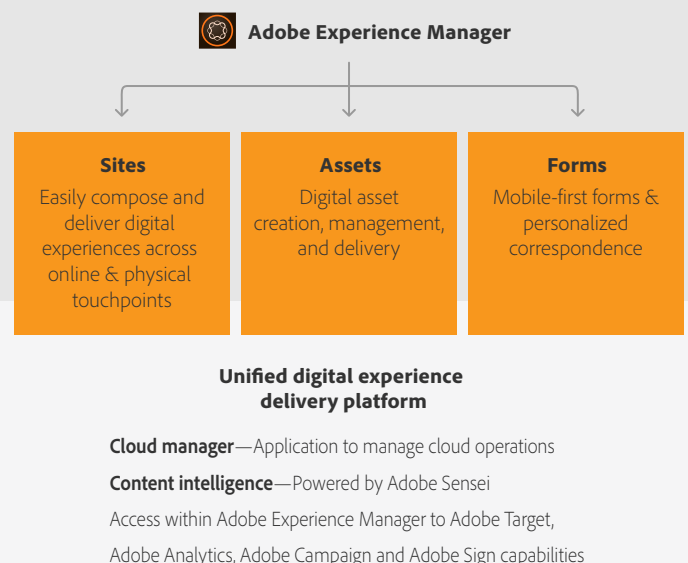 Adobe Experience Manager
Sites
Easily compose and
deliver digital
experiences across
online & physical
touchpoints
Assets
Digital asset
creation, management,
and delivery
Forms
Mobile-first forms &
personalized
correspondence
Unified digital experience
delivery platform
Cloud manager—Application to manage cloud operations
Content intelligence—Powered by Adobe Sensei
Access within Adobe Experience Manager to Adobe Target,
Adobe Analytics, Adobe Campaign and Adobe Sign capabilities